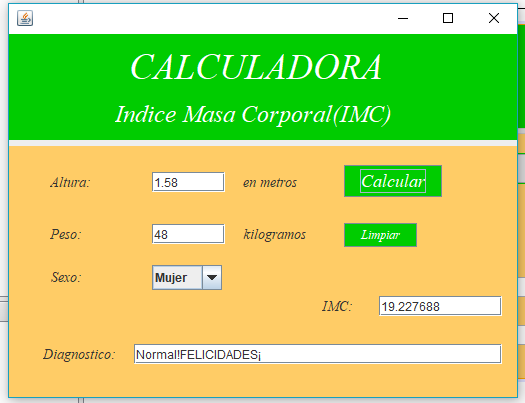 CALCULADORA
Indice Masa Corporal(IMC)
Altura: 1.58 en metros Calcular
Peso: 48 kilogramos Limpiar
Sexo: Mujer
IMC: 19.227688
Diagnostico: Normal!FELICIDADES¡